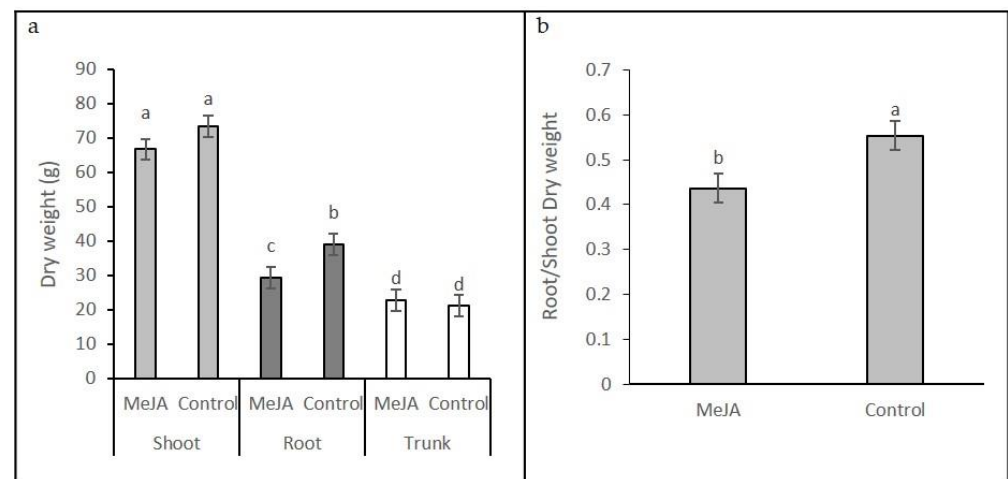 a
90
80
70
60
50
40
30
20
10
0
Dry weight (g)
a
a
c
b
d
d
MeJA Control MeJA Control MeJA Control
Shoot Root Trunk
b
0.7
0.6
0.5
0.4
0.3
0.2
0.1
0
Root/Shoot Dry weight
b
a
MeJA Control